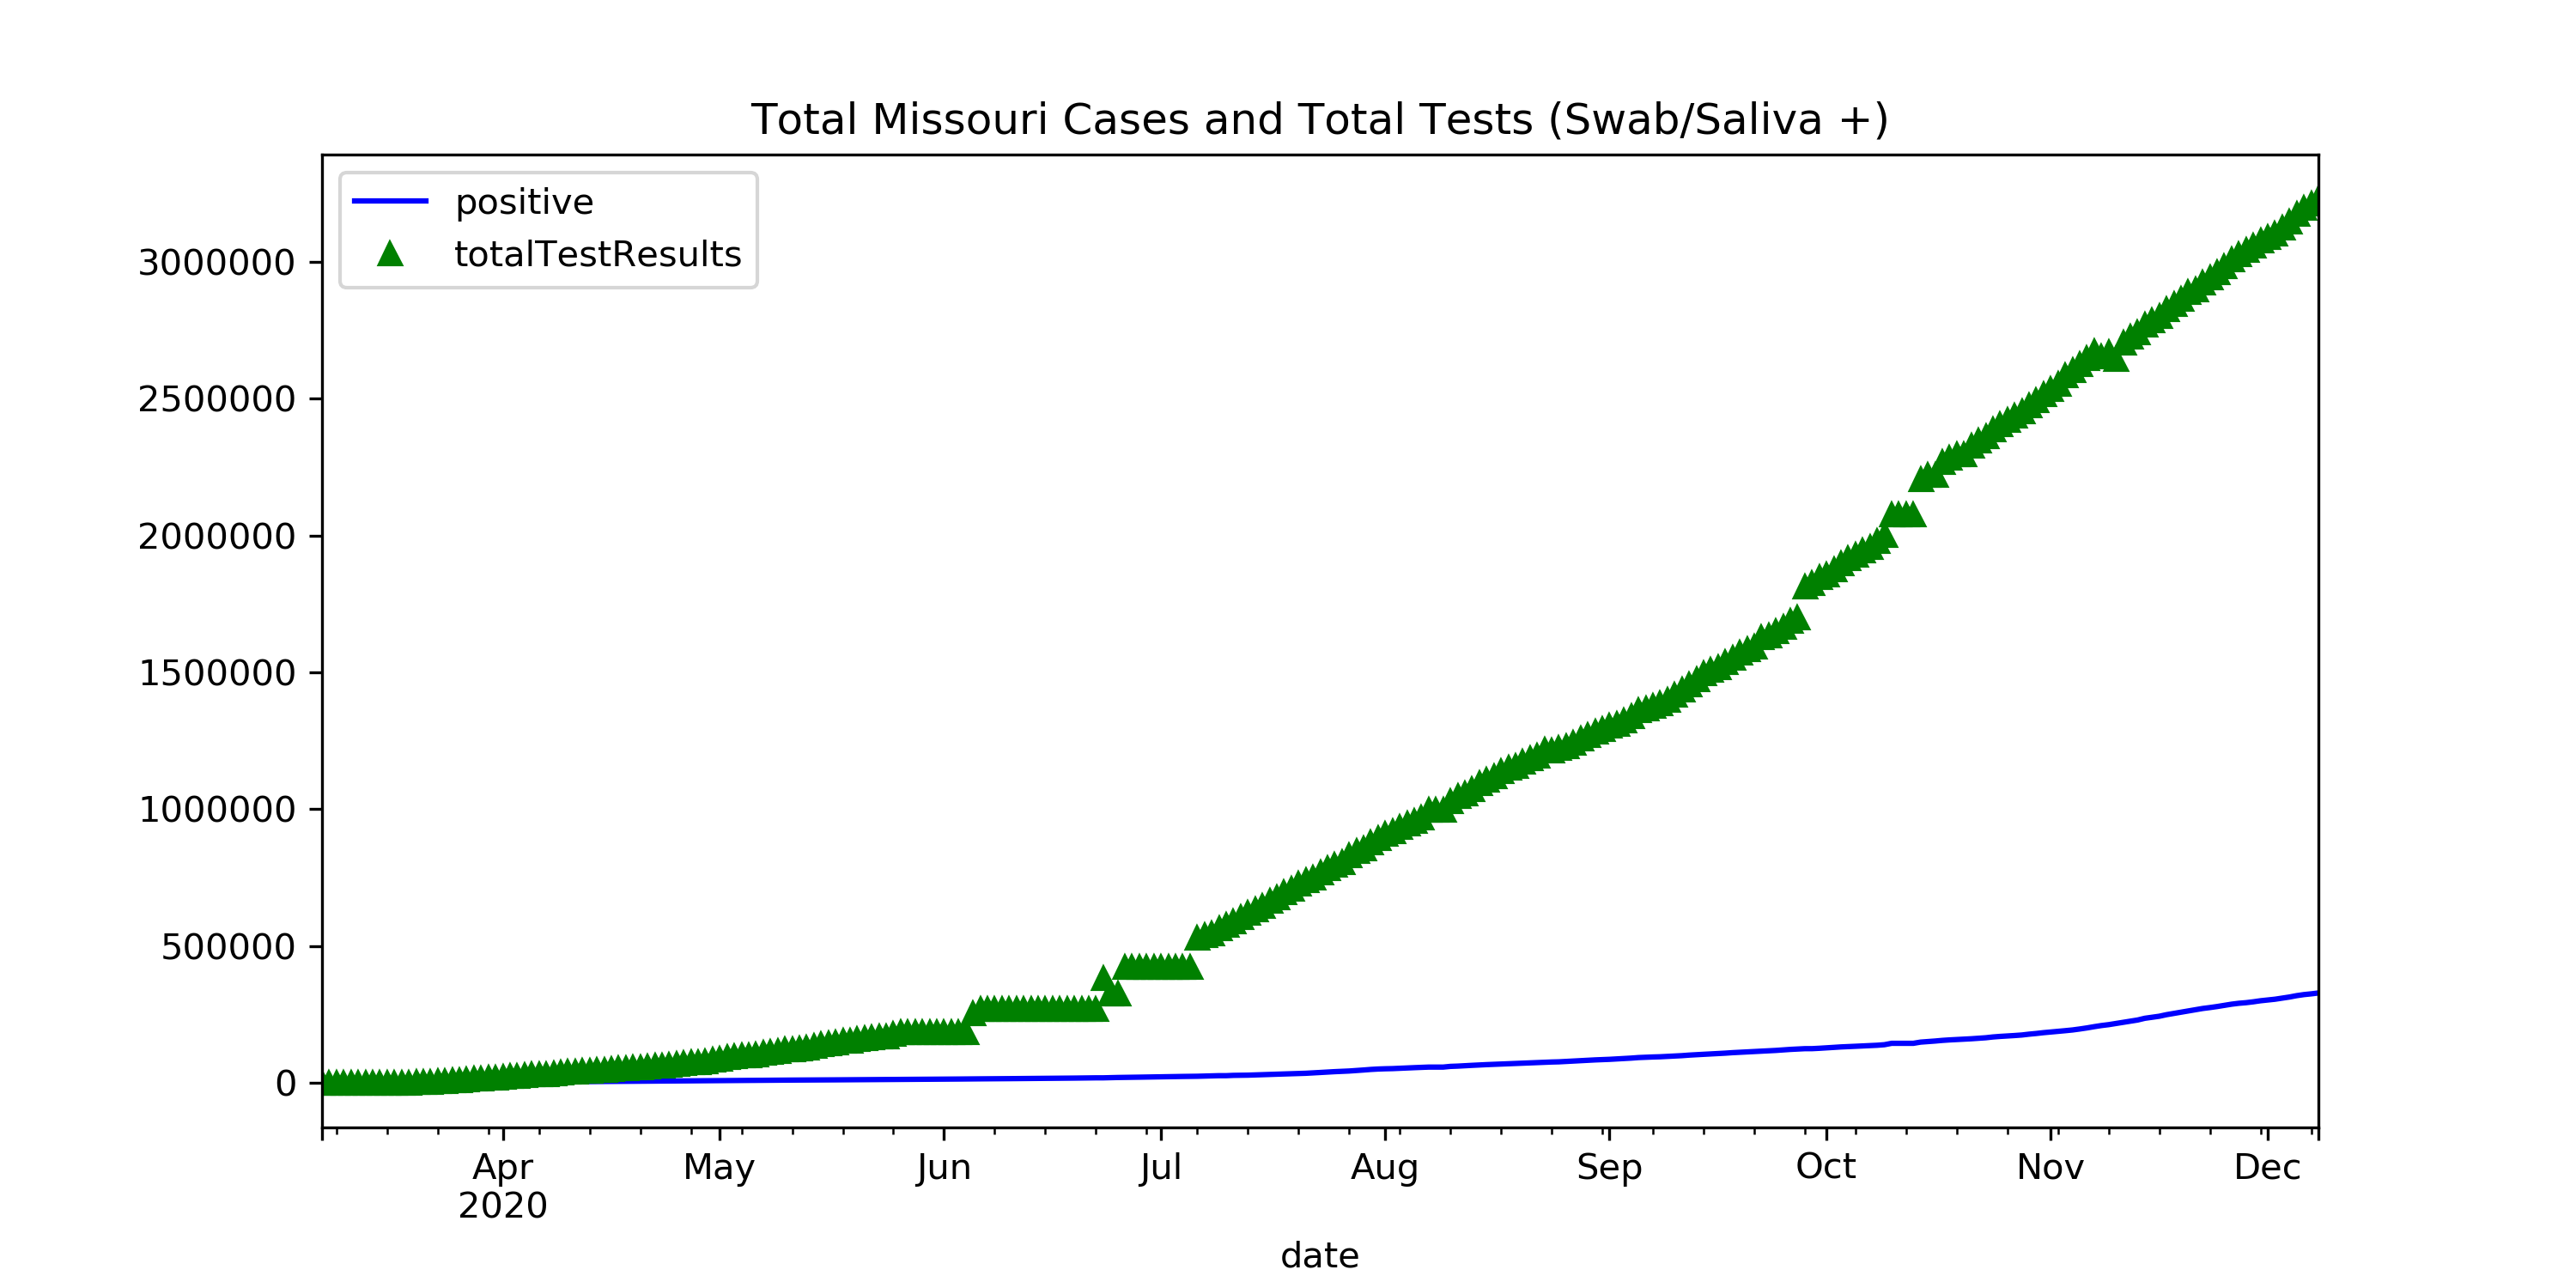 Total Missouri Cases and Total Tests (Swab/Saliva +)
positive
totalTestResults
3000000
2500000
2000000
1500000
1000000
500000
0
Apr May Jun Jul Aug Sep Oct Nov Dec
2020
date